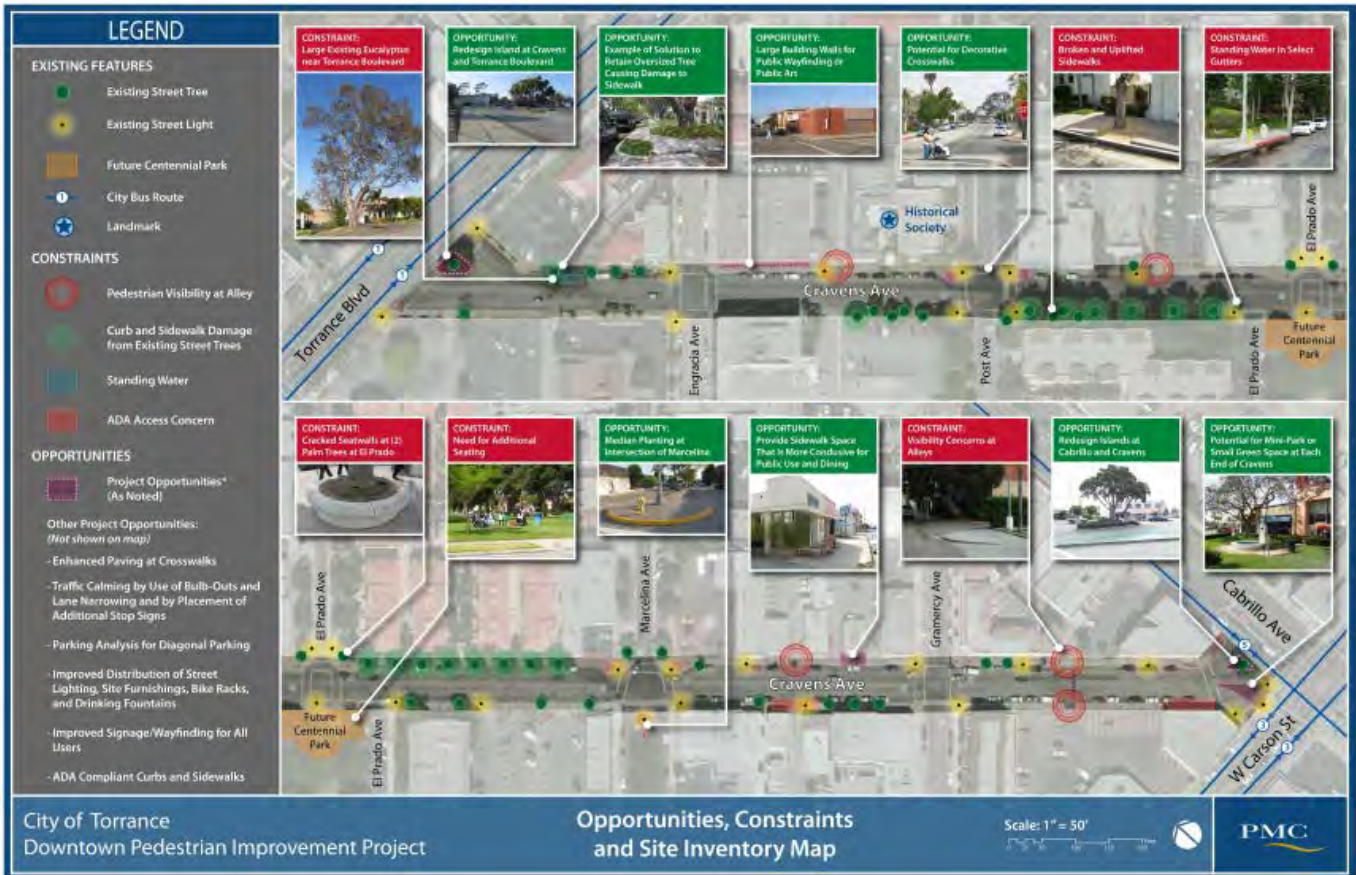 LEGEND
EXISTING FEATURES
Existing Street Tree
Existing Street Light
Future Centennial Park
1
City Bus Route
Landmark
CONSTRAINTS
Pedestrian Visibility at Alley
Curb and Sidewalk Damage
from Existing Street Trees
Standing Water
ADA Access Concern
OPPORTUNITIES
Project Opportunities*
(As Noted)
Other Project Opportunities:
(Not shown on map)
- Enhanced Paving at Crosswalks
- Traffic Calming by Use of Bulb-Outs and
Lane Narrowing and by Placement of
Additional Stop Signs
- Parking Analysis for Diagonal Parking
- Improved Distribution of Street
Lighting, Site Furnishings, Bike Racks,
and Drinking Fountains
- Improved Signage/Wayfinding for All
Users
- ADA Compliant Curbs and Sidewalks
CONSTRAINT:
Large Existing Eucalyptus
near Torrance Boulevard
OPPORTUNITY:
Redesign Island at Cravens
and Torrance Boulevard
OPPORTUNITY:
Example of Solution to
Retain Oversized Tree
Causing Damage to
Sidewalk
OPPORTUNITY:
Large Building Walls for
Public Wayfinding or
Public Art
OPPORTUNITY:
Potential for Decorative
Crosswalks
CONSTRAINT:
Broken and Uplifted
Sidewalks
CONSTRAINT:
Standing Water in Select
Gutters
Historical
Society
El Prado Ave
1
1
Torrance Blvd
Cravens Ave
Engracia Ave
Post Ave
El Prado Ave
Future
Centennial
Park
CONSTRAINT:
Cracked Seatwalls at (2)
Palm Trees at El Prado
CONSTRAINT:
Need for Additional
Seating
OPPORTUNITY:
Median Planting at
Intersection of Marcelina
OPPORTUNITY:
Provide Sidewalk Space
That Is More Conducive for
Public Use and Dining
CONSTRAINT:
Visibility Concerns at
Alleys
OPPORTUNITY:
Redesign Islands at
Cabrillo and Cravens
OPPORTUNITY:
Potential for Mini-Park or
Small Green Space at Each
End of Cravens
El Prado Ave
Marcelina Ave
Gramercy Ave
Cabrillo Ave
5
Cravens Ave
Future
Centennial
Park
El Prado Ave
3
3
W Carson St
City of Torrance
Downtown Pedestrian Improvement Project
Opportunities, Constraints
and Site Inventory Map
Scale: 1" = 50'
PMC